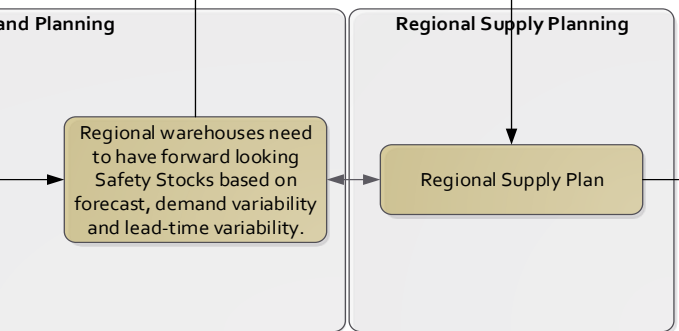 and Planning
Regional Supply Planning
Regional warehouses need
to have forward looking
Safety Stocks based on
forecast, demand variability
and lead-time variability.
Regional Supply Plan